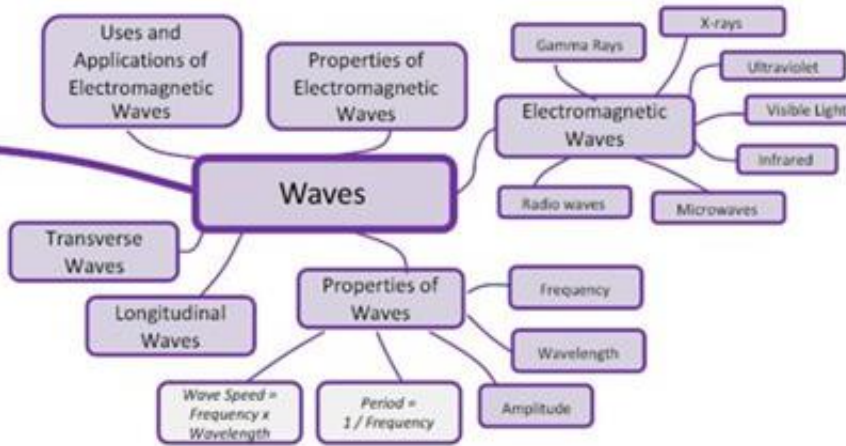 Uses and
Applications of
Electromagnetic
Waves
Properties of
Electromagnetic
Waves
Gamma Rays
X-rays
Ultraviolet
Electromagnetic
Waves
Visible Light
Infrared
Radio waves
Microwaves
Waves
Transverse
Waves
Longitudinal
Waves
Properties of
Waves
Frequency
Wavelength
Amplitude
Wave Speed =
Frequency x
Wavelength
Period =
1 / Frequency